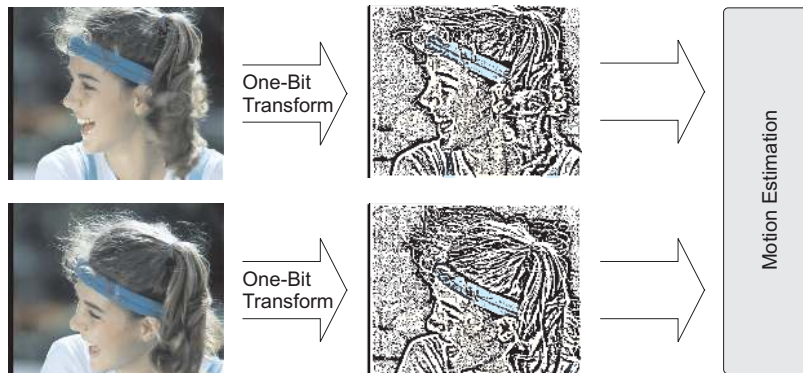 One-Bit
Transform
One-Bit
Transform
Motion Estimation